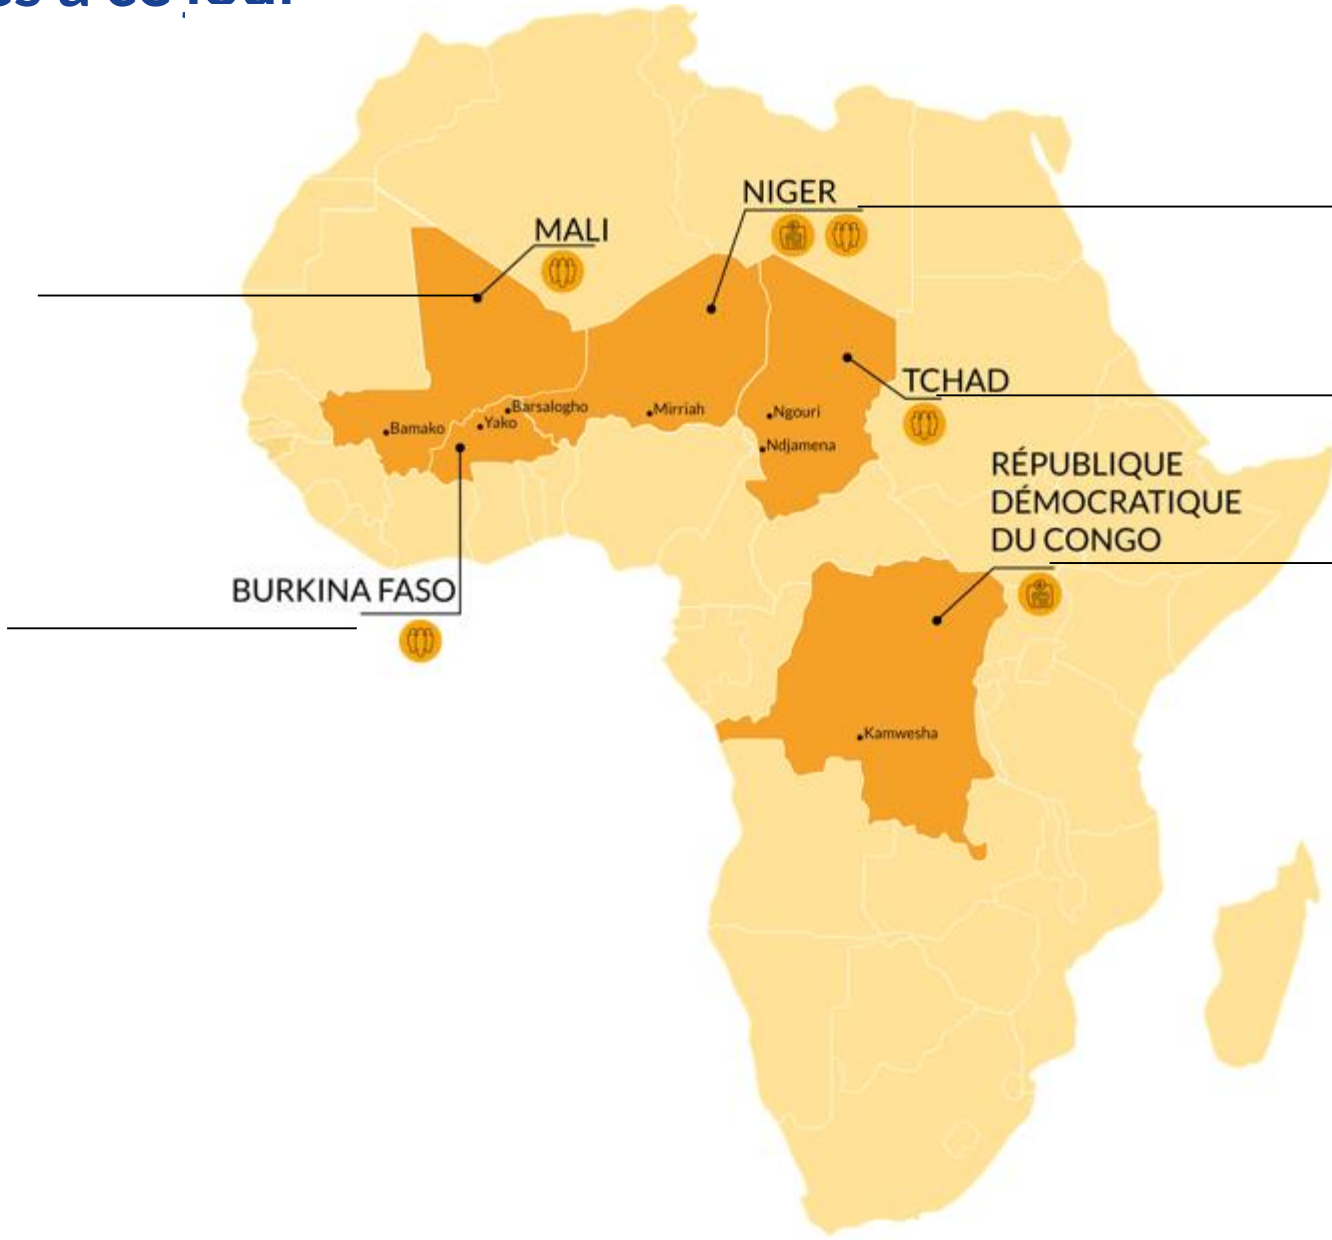 NIGER
MALI
TCHAD
Barsalogho
Mirriah
Ngouri
Yako
Bamako
Ndjamena
RÉPUBLIQUE
DÉMOCRATIQUE
DU CONGO
BURKINA FASO
Kamwesha